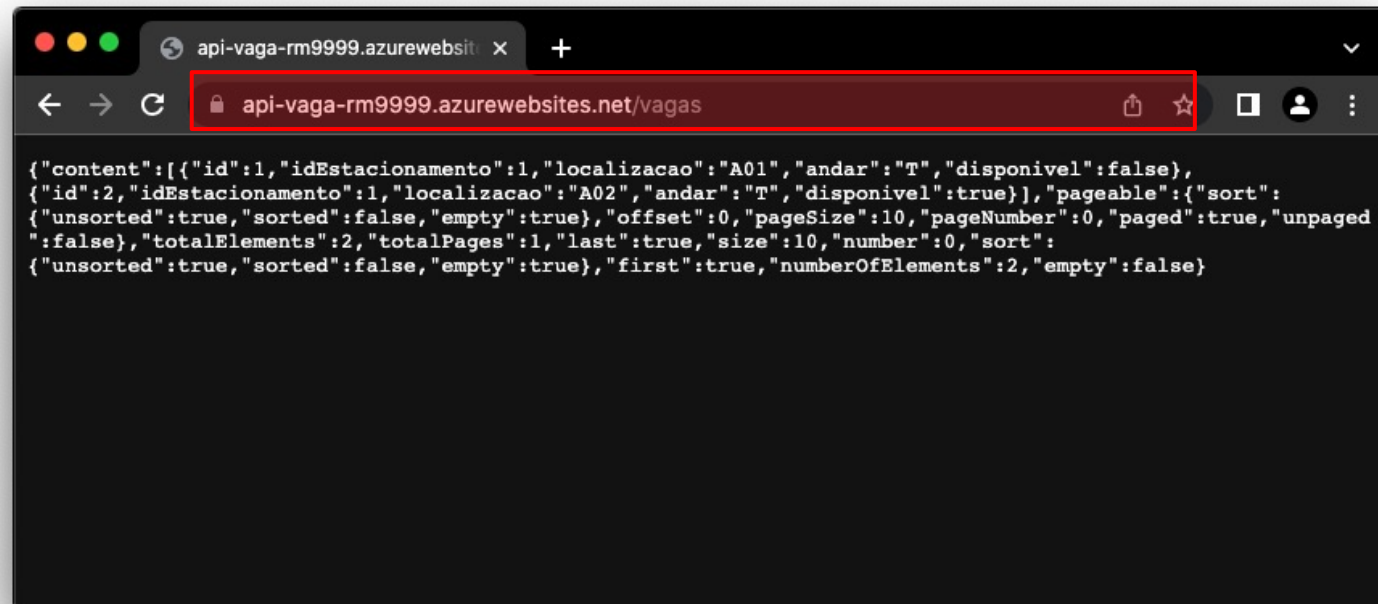 api-vaga-rm9999.azurewebsit
api-vaga-rm9999.azurewebsites.net/vagas
{"content":[{"id":1,"idEstacionamento":1,"localizacao":"A01","andar":"T","disponivel":false},
{"id":2,"idEstacionamento":1,"localizacao":"A02","andar":"T","disponivel":true}],"pageable":{"sort":
{"unsorted":true,"sorted":false,"empty":true},"offset":0,"pageSize":10,"pageNumber":0,"paged":true,"unpaged
":false},"totalElements":2,"totalPages":1,"last":true,"size":10,"number":0,"sort":
{"unsorted":true,"sorted":false,"empty":true},"first":true,"numberOfElements":2,"empty":false}